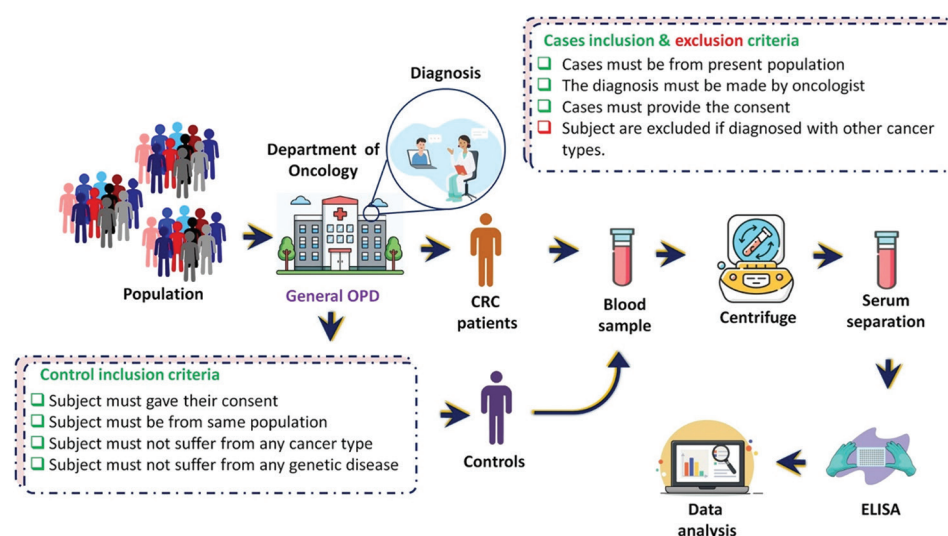 Cases inclusion & exclusion criteria
Cases must be from present population
The diagnosis must be made by oncologist
Cases must provide the consent
Subject are excluded if diagnosed with other cancer
types.
Diagnosis
Department of
Oncology
Population
General OPD
CRC
patients
Blood
sample
Centrifuge
Serum
separation
Control inclusion criteria
Subject must gave their consent
Subject must be from same population
Subject must not suffer from any cancer type
Subject must not suffer from any genetic disease
Controls
Data
analysis
ELISA